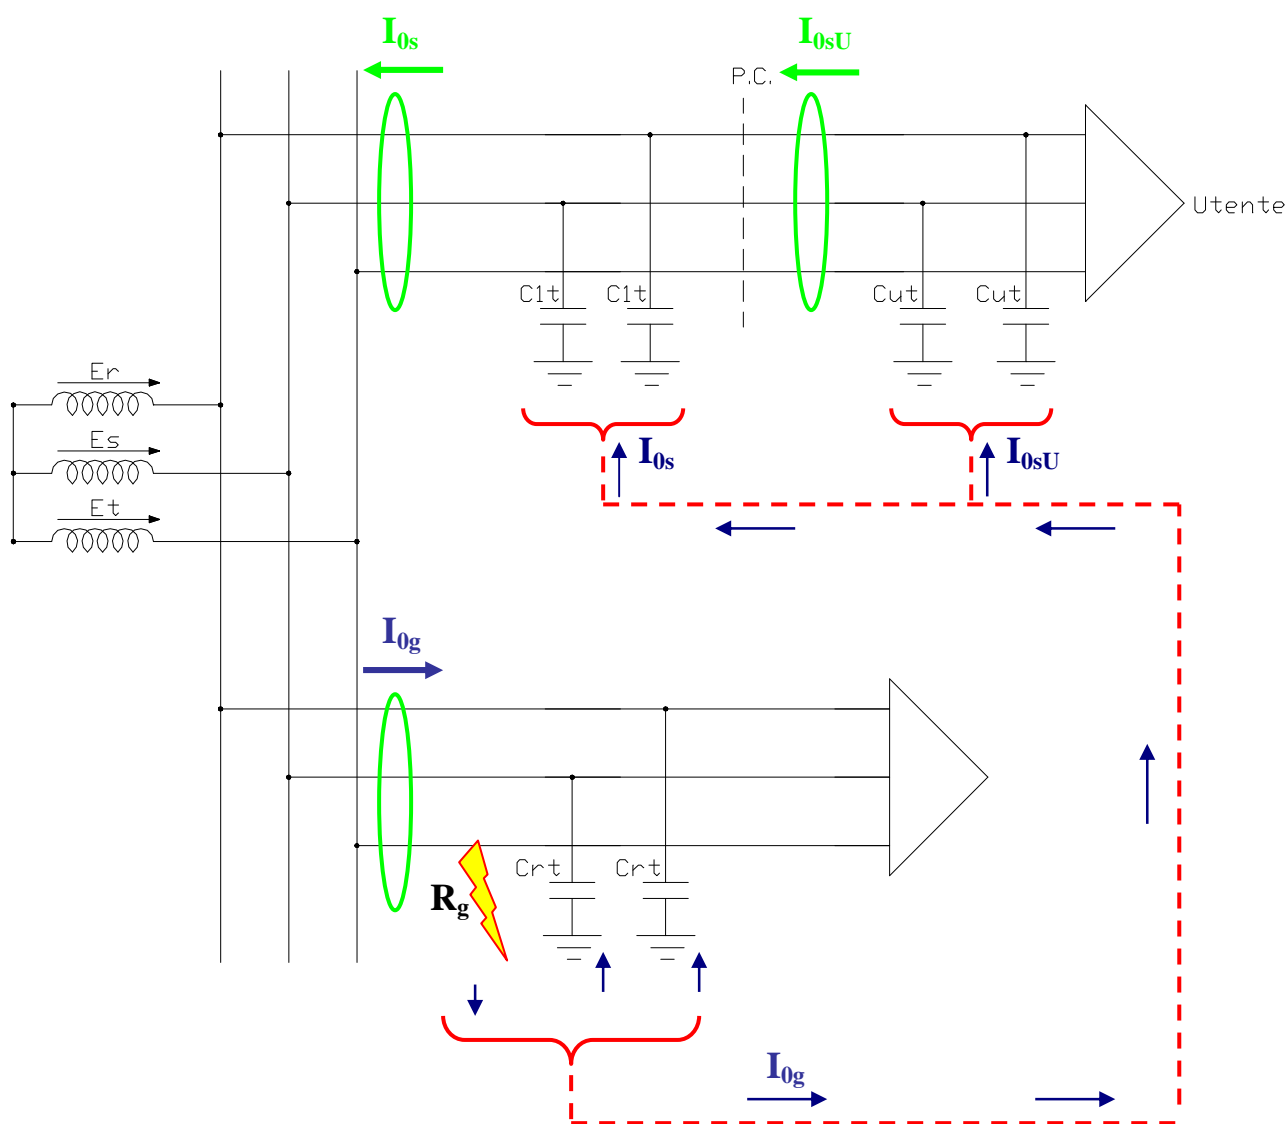 I0s
I0sU
P.C.
Utente
C1t
C1t
Cut
Cut
Er
Es
Et
I0s
I0sU
I0g
Crt
Crt
Rg
I0g